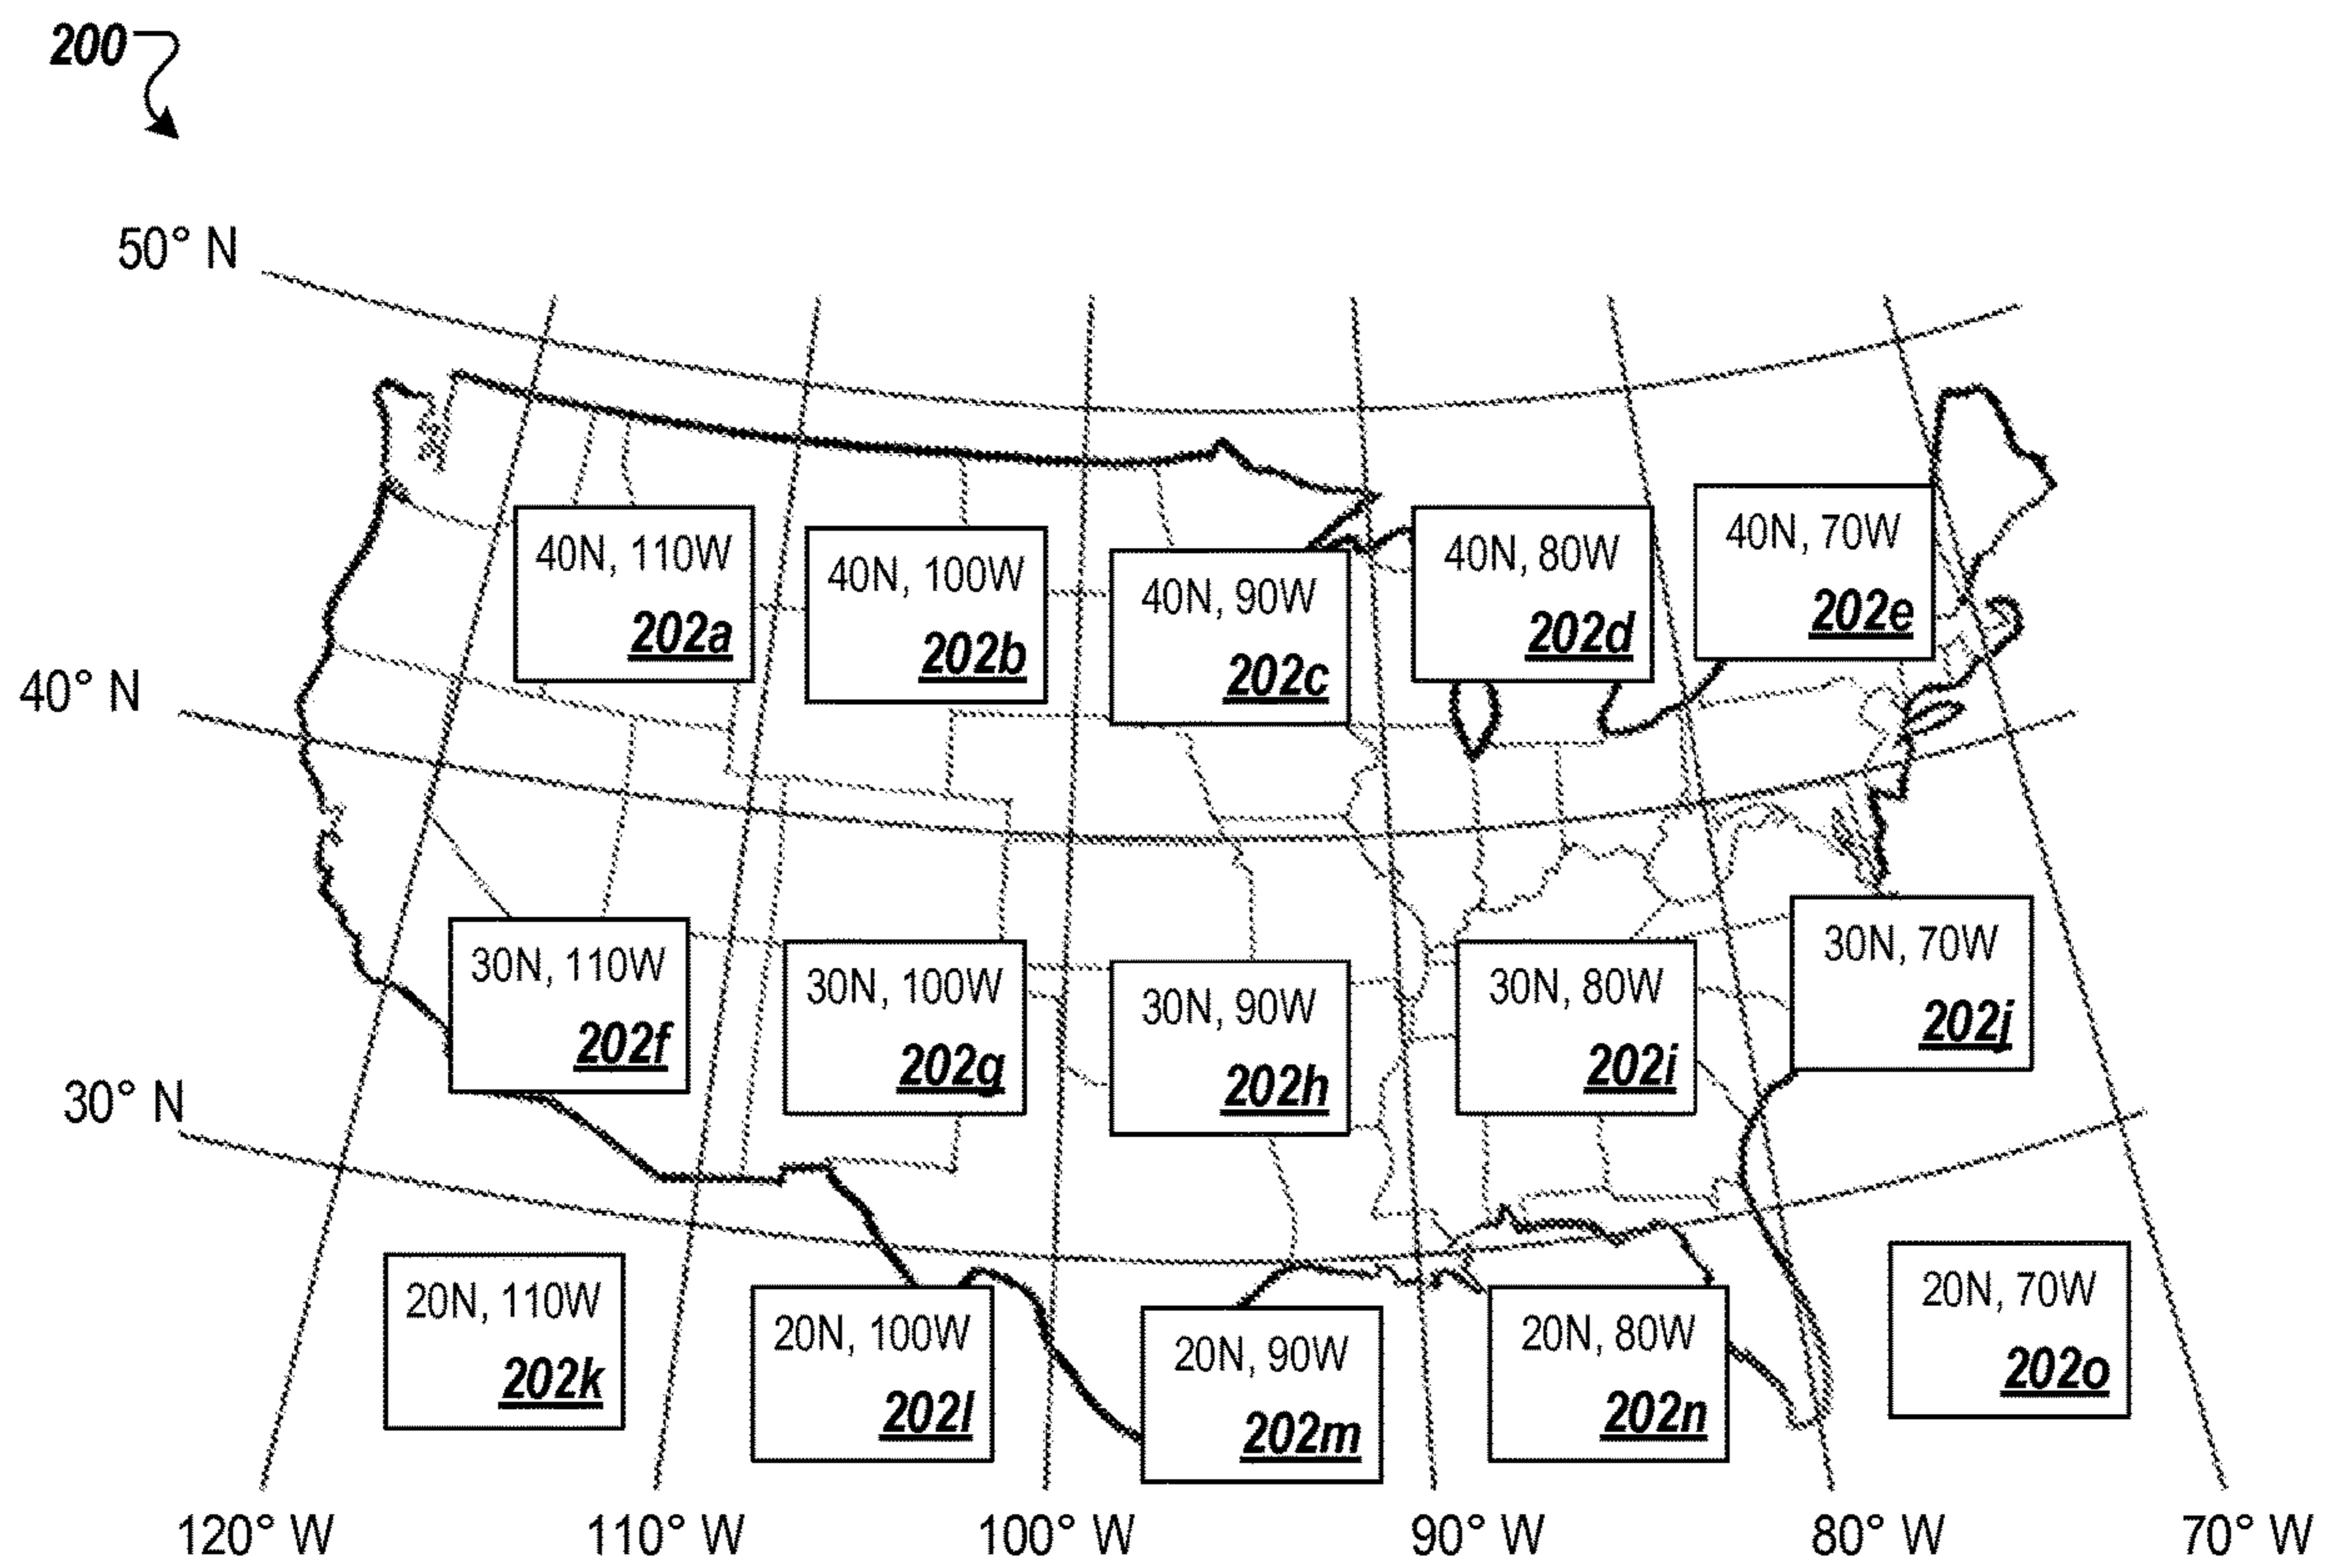 200
50° N
40N, 110W
202a
40N, 100W
202b
40N, 90W
202c
40N, 80W
202d
40N, 70W
202e
40° N
30N, 110W
202f
30N, 100W
202g
30N, 90W
202h
30N, 80W
202i
30N, 70W
202j
30° N
20N, 110W
202k
20N, 100W
202l
20N, 90W
202m
20N, 80W
202n
20N, 70W
202o
120° W
110° W
100° W
90° W
80° W
70° W